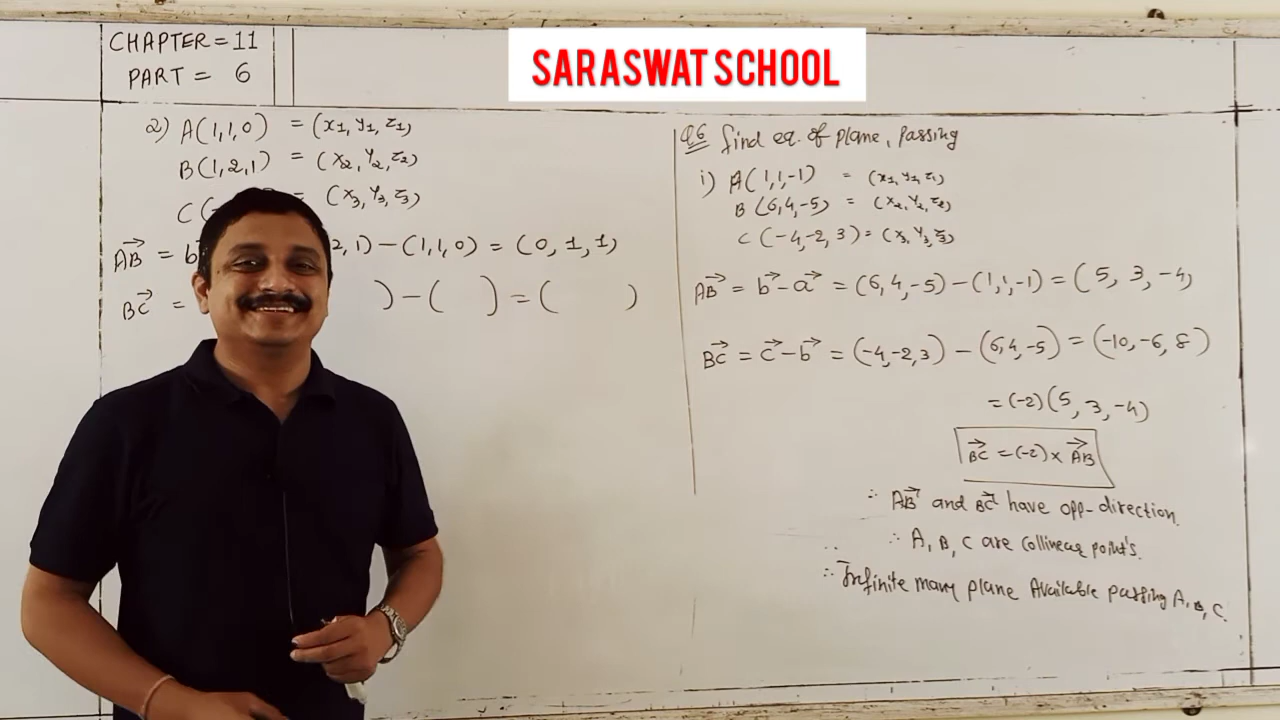 SARASWAT SCHOOL
CHAPTER = 11
PART = 6
2) A(1,1,0) = (x1, y1, z1)
B(1,2,1) = (x2, y2, z2)
C(- = (x3, y3, z3)
AB⃗ = b 2,1) – (1,1,0) = (0, 1, 1)
BC⃗ = ) – ( ) = ( )
Q6 find eq. of plane, passing
i) A(1,1,-1) = (x1, y1, z1)
B(6,4,-5) = (x2, y2, z2)
C(-4,-2,3) = (x3, y3, z3)
AB⃗ = b⃗ - a⃗ = (6,4,-5) – (1,1,-1) = (5, 3, -4)
BC⃗ = c⃗ - b⃗ = (-4,-2,3) – (6,4,-5) = (-10,-6,8)
= (-2)(5, 3, -4)
BC⃗ = (-2) × AB⃗
∴ AB⃗ and BC⃗ have opp-direction.
∴ A, B, C are collinear point's.
∴ Infinite many plane Available passing A, B, C.